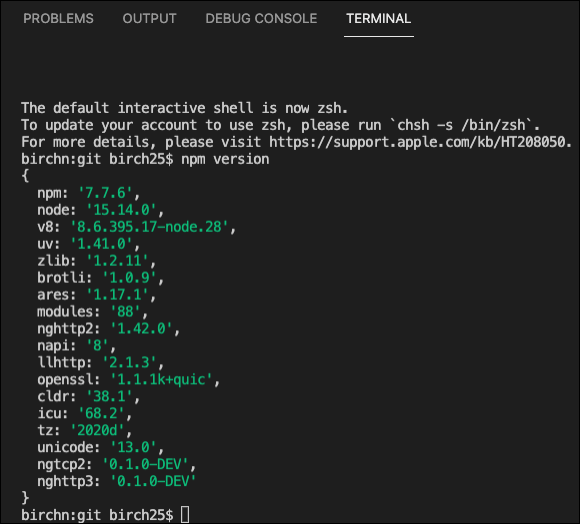 PROBLEMS OUTPUT DEBUG CONSOLE TERMINAL
The default interactive shell is now zsh.
To update your account to use zsh, please run `chsh -s /bin/zsh`.
For more details, please visit https://support.apple.com/kb/HT208050.
birchn:git birch25$ npm version
{
  npm: '7.7.6',
  node: '15.14.0',
  v8: '8.6.395.17-node.28',
  uv: '1.41.0',
  zlib: '1.2.11',
  brotli: '1.0.9',
  ares: '1.17.1',
  modules: '88',
  nghttp2: '1.42.0',
  napi: '8',
  llhttp: '2.1.3',
  openssl: '1.1.1k+quic',
  cldr: '38.1',
  icu: '68.2',
  tz: '2020d',
  unicode: '13.0',
  ngtcp2: '0.1.0-DEV',
  nghttp3: '0.1.0-DEV'
}
birchn:git birch25$